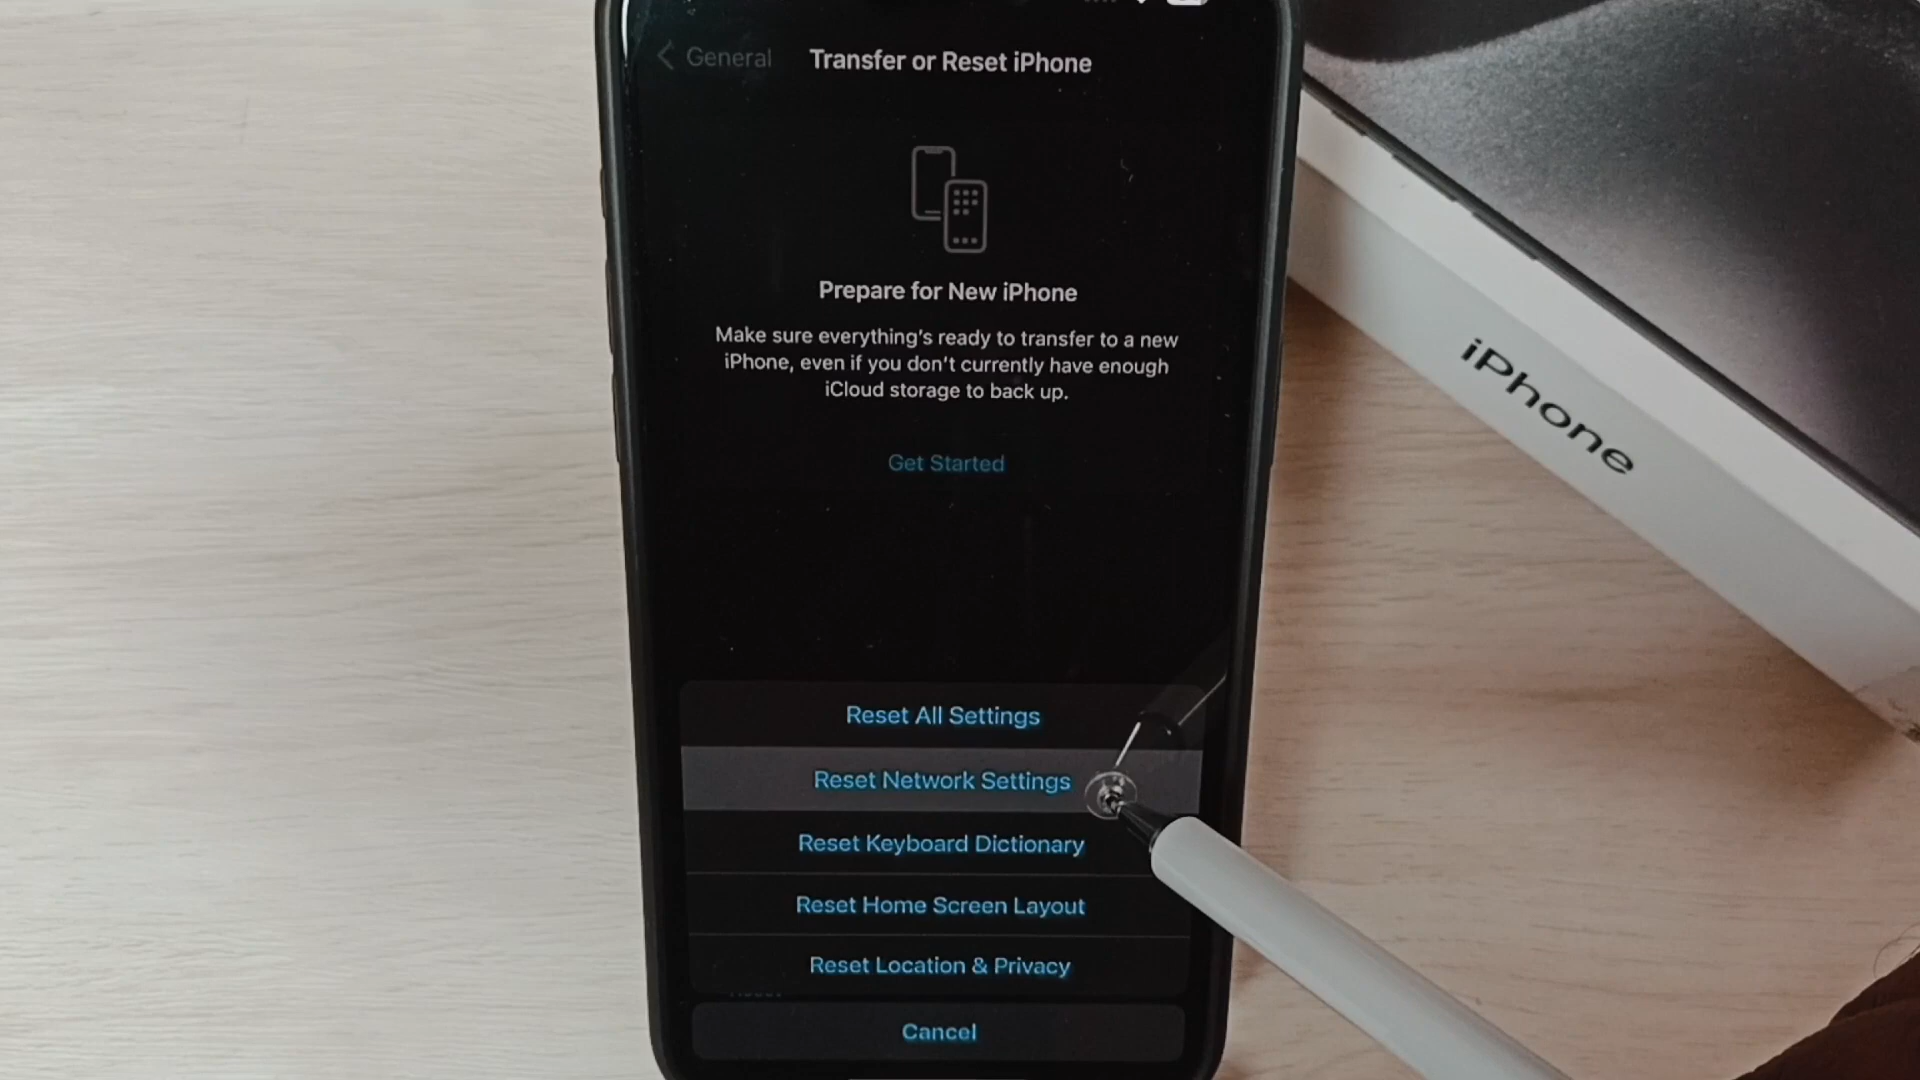 General
Transfer or Reset iPhone
Prepare for New iPhone
Make sure everything's ready to transfer to a new
iPhone, even if you don't currently have enough
iCloud storage to back up.
Get Started
Reset All Settings
Reset Network Settings
Reset Keyboard Dictionary
Reset Home Screen Layout
Reset Location & Privacy
Reset
Cancel
iPhone